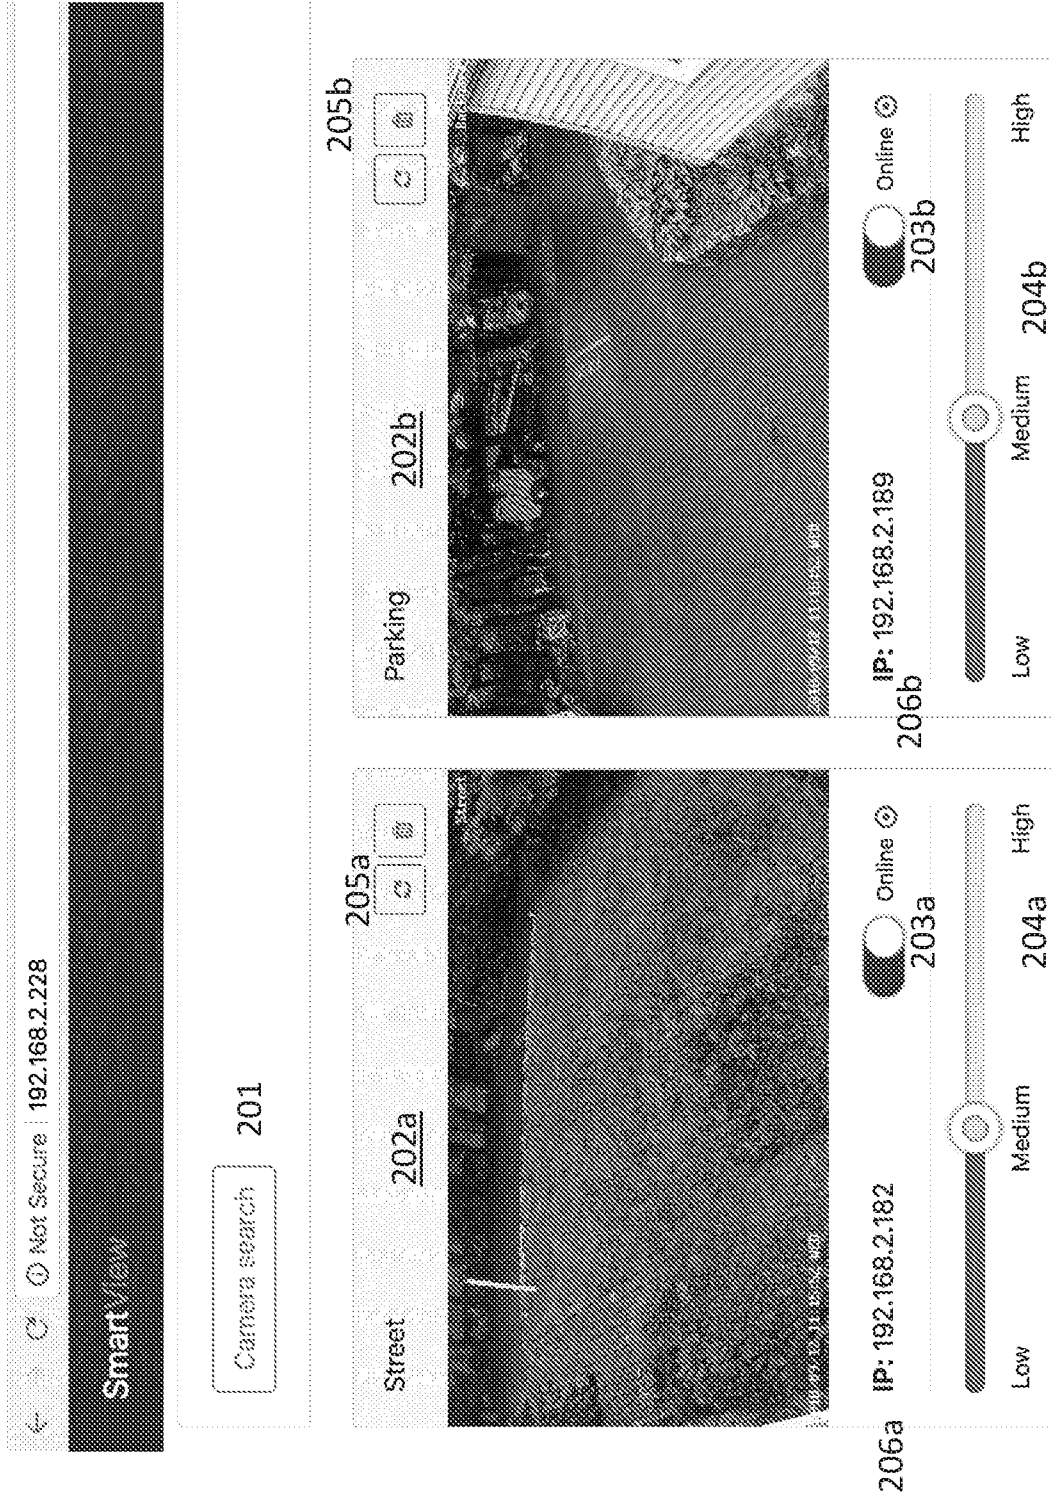 Not Secure | 192.168.2.228
SmartView
Camera search
201
205a
205b
Street
202a
Parking
202b
Street
206a
IP: 192.168.2.182
203a
Online
206b
IP: 192.168.2.189
203b
Online
Low
Medium
204a
High
Low
Medium
204b
High